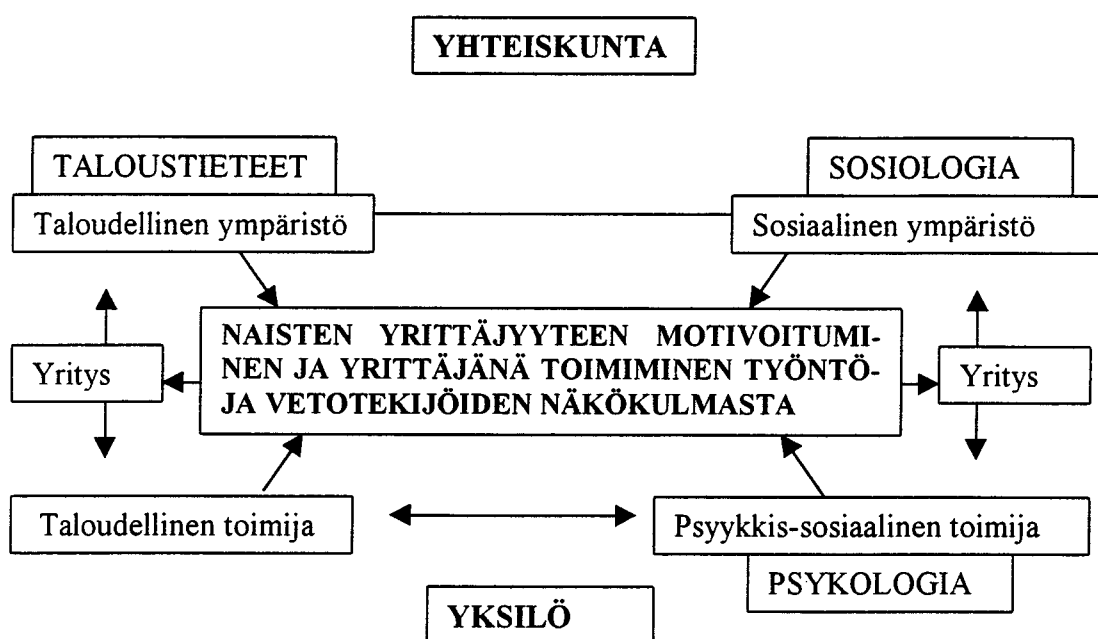 YHTEISKUNTA
TALOUSTIETEET
SOSIOLOGIA
Taloudellinen ympäristö
Sosiaalinen ympäristö
NAISTEN YRITTÄJYYTEEN MOTIVOITUMI-
NEN JA YRITTÄJÄNÄ TOIMIMINEN TYÖNTÖ-
JA VETOTEKIJÖIDEN NÄKÖKULMASTA
Yritys
Yritys
Taloudellinen toimija
Psyykkis-sosiaalinen toimija
PSYKOLOGIA
YKSILÖ